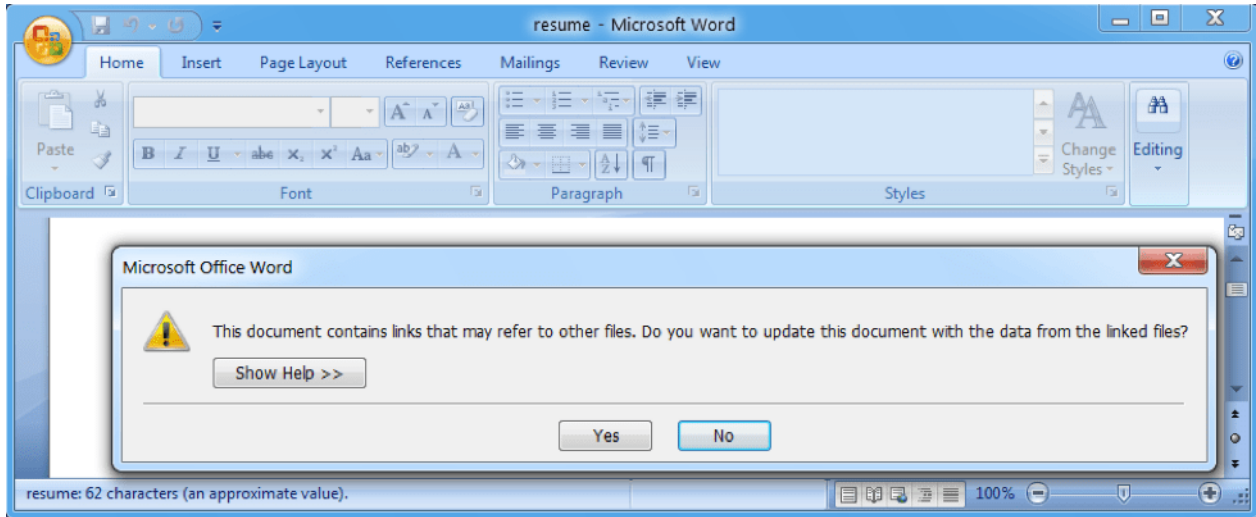 resume - Microsoft Word
Home Insert Page Layout References Mailings Review View
Paste
Change Styles
Editing
Clipboard Font Paragraph Styles
Microsoft Office Word
This document contains links that may refer to other files. Do you want to update this document with the data from the linked files?
Show Help >>
Yes No
resume: 62 characters (an approximate value).
100%